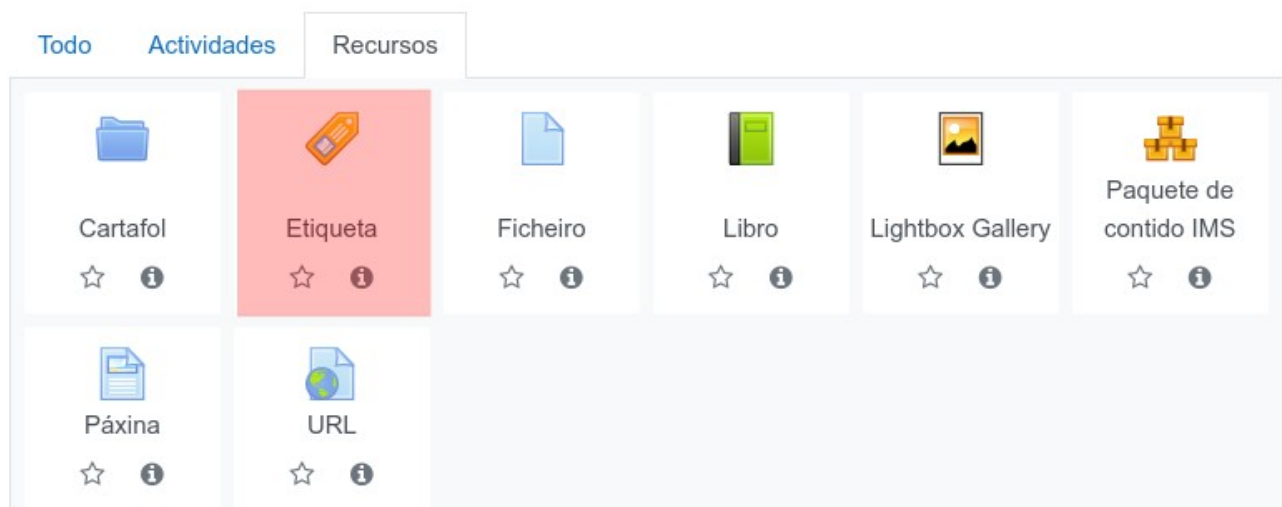 Todo Actividades Recursos
Cartafol Etiqueta Ficheiro Libro Lightbox Gallery Paquete de
contido IMS
Páxina URL